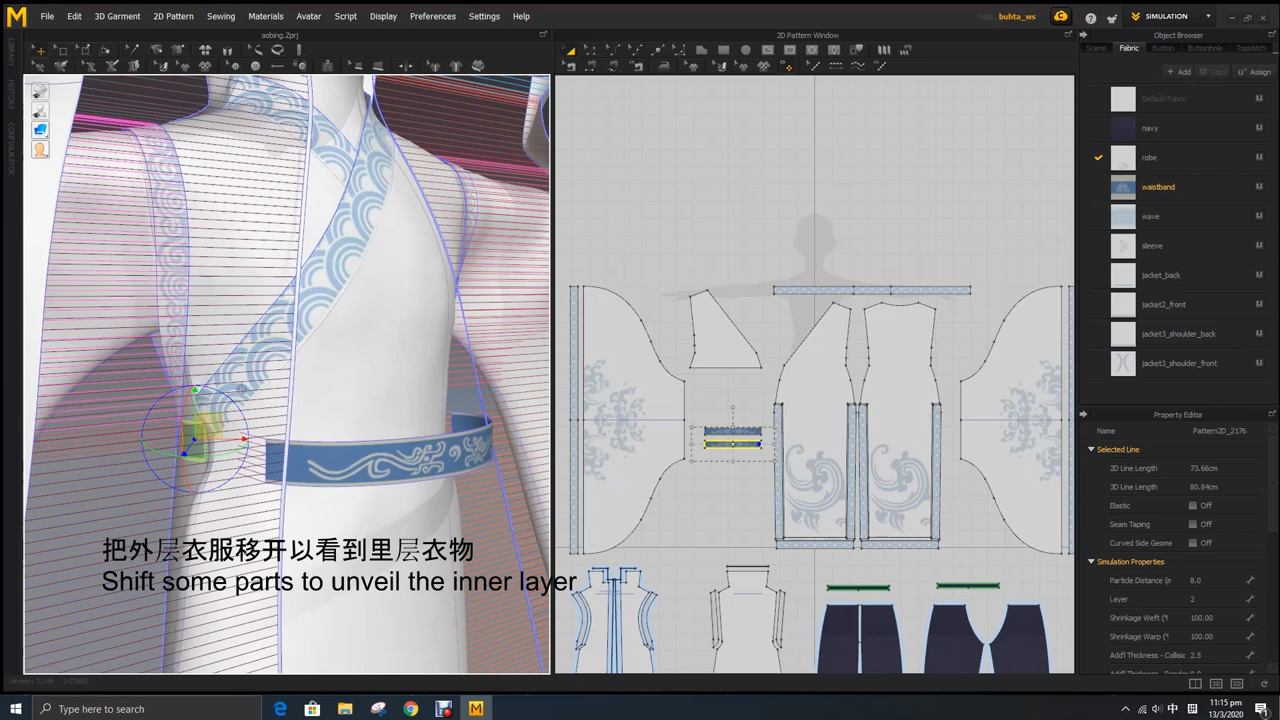 File Edit 3D Garment 2D Pattern Sewing Materials Avatar Script Display Preferences Settings Help
buhta_ws
SIMULATION
aobing.Zprj
2D Pattern Window
Object Browser
Scene Fabric Button Buttonhole Topstitch
LIBRARY
HISTORY
CONFIGURATOR
Add Copy Assign
Default Fabric
navy
robe
waistband
wave
sleeve
jacket_back
jacket2_front
jacket3_shoulder_back
jacket3_shoulder_front
Property Editor
Name Pattern2D_2176
Selected Line
2D Line Length 73.66cm
3D Line Length 80.84cm
Elastic Off
Seam Taping Off
Curved Side Geome Off
Simulation Properties
Particle Distance (m 8.0
Layer 2
Shrinkage Weft (% 100.00
Shrinkage Warp (% 100.00
Add'l Thickness - Collisic 2.5
把外层衣服移开以看到里层衣物
Shift some parts to unveil the inner layer
Type here to search
中
11:15 pm
13/3/2020